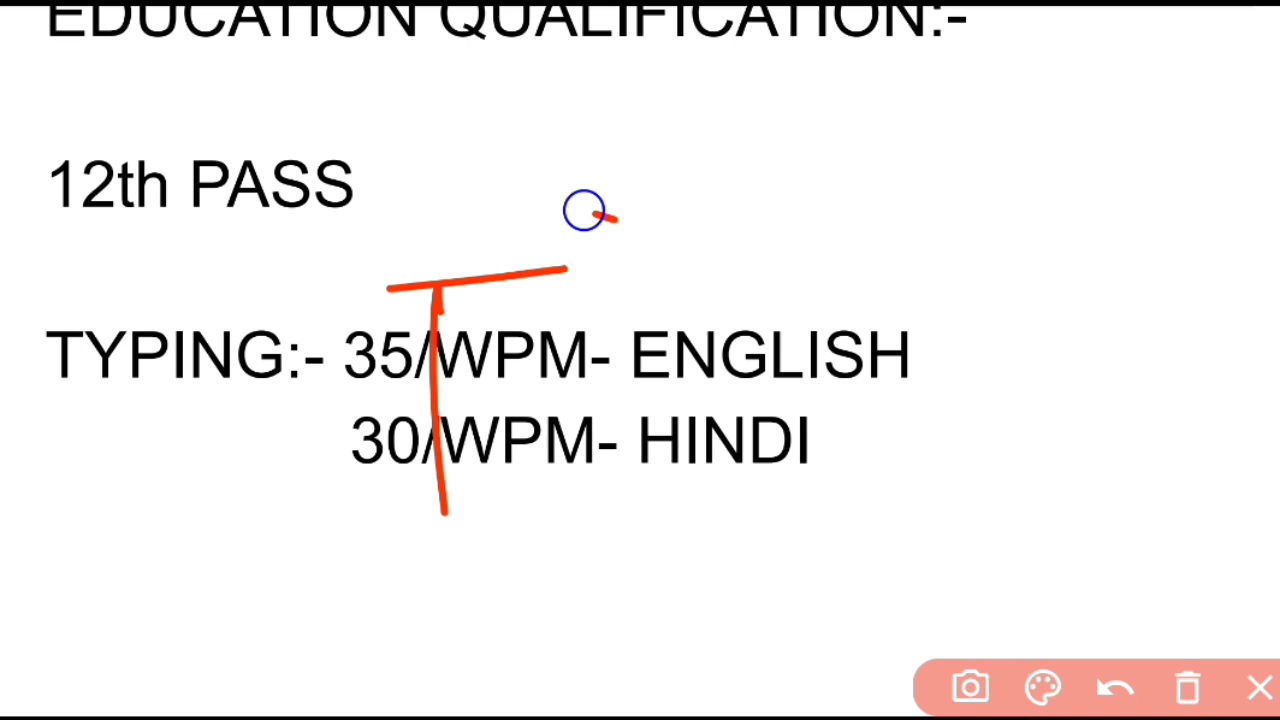 EDUCATION QUALIFICATION:-
12th PASS
TYPING:- 35/WPM- ENGLISH
30/WPM- HINDI